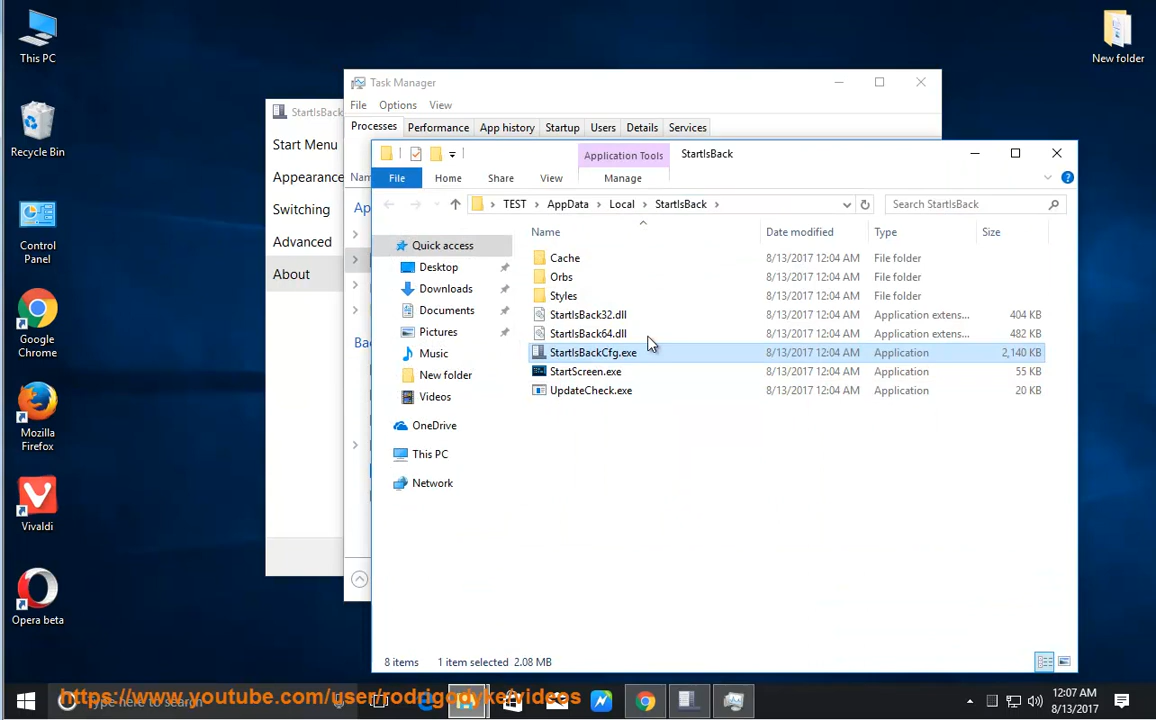 This PC
Recycle Bin
Control Panel
Google Chrome
Mozilla Firefox
Vivaldi
Opera beta
New folder
StartIsBack
Start Menu
Appearance
Switching
Advanced
About
Task Manager
File Options View
Processes Performance App history Startup Users Details Services
Application Tools StartIsBack
File Home Share View Manage
TEST AppData Local StartIsBack
Search StartIsBack
Quick access
Desktop
Downloads
Documents
Pictures
Music
New folder
Videos
OneDrive
This PC
Network
Name Date modified Type Size
Cache 8/13/2017 12:04 AM File folder
Orbs 8/13/2017 12:04 AM File folder
Styles 8/13/2017 12:04 AM File folder
StartIsBack32.dll 8/13/2017 12:04 AM Application extens... 404 KB
StartIsBack64.dll 8/13/2017 12:04 AM Application extens... 482 KB
StartIsBackCfg.exe 8/13/2017 12:04 AM Application 2,140 KB
StartScreen.exe 8/13/2017 12:04 AM Application 55 KB
UpdateCheck.exe 8/13/2017 12:04 AM Application 20 KB
8 items 1 item selected 2.08 MB
https://www.youtube.com/user/rodrigodyke/videos
Type here to search
12:07 AM
8/13/2017